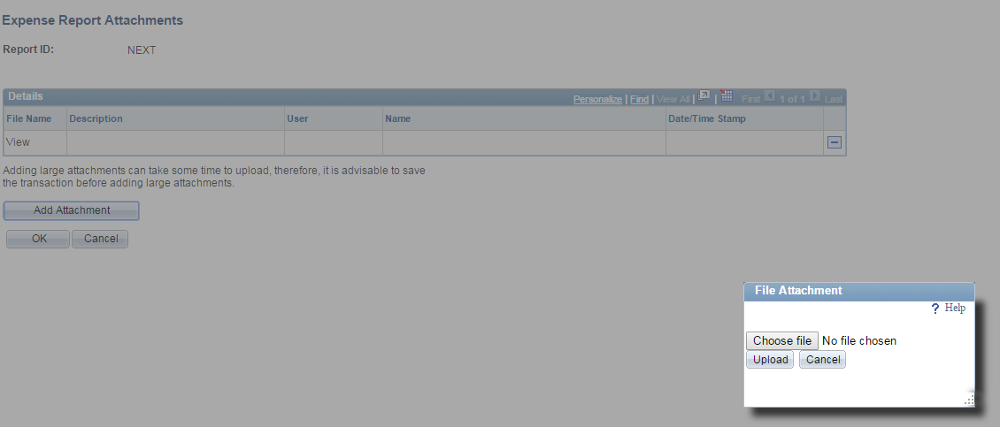 Expense Report Attachments
Report ID: NEXT
Details Personalize | Find | View All | | First 1 of 1 Last
File Name Description User Name Date/Time Stamp
View
Adding large attachments can take some time to upload, therefore, it is advisable to save
the transaction before adding large attachments.
Add Attachment
OK Cancel
File Attachment
? Help
Choose file No file chosen
Upload Cancel